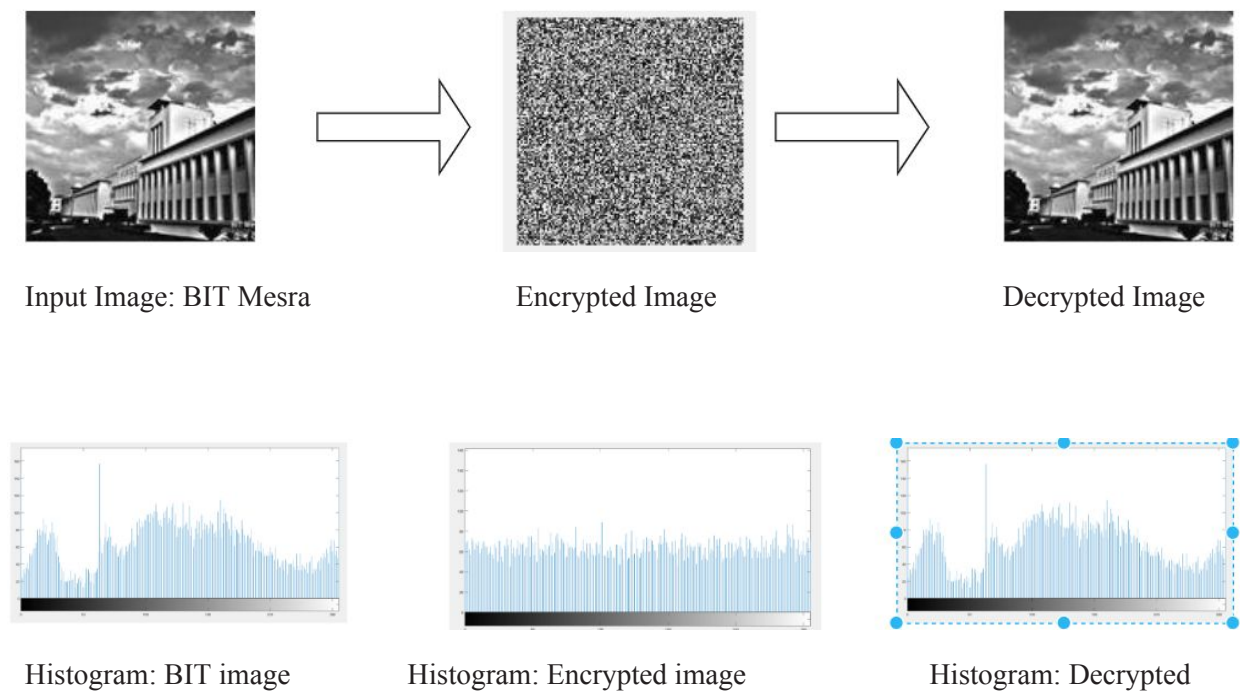 Input Image: BIT Mesra
Encrypted Image
Decrypted Image
Histogram: BIT image
Histogram: Encrypted image
Histogram: Decrypted